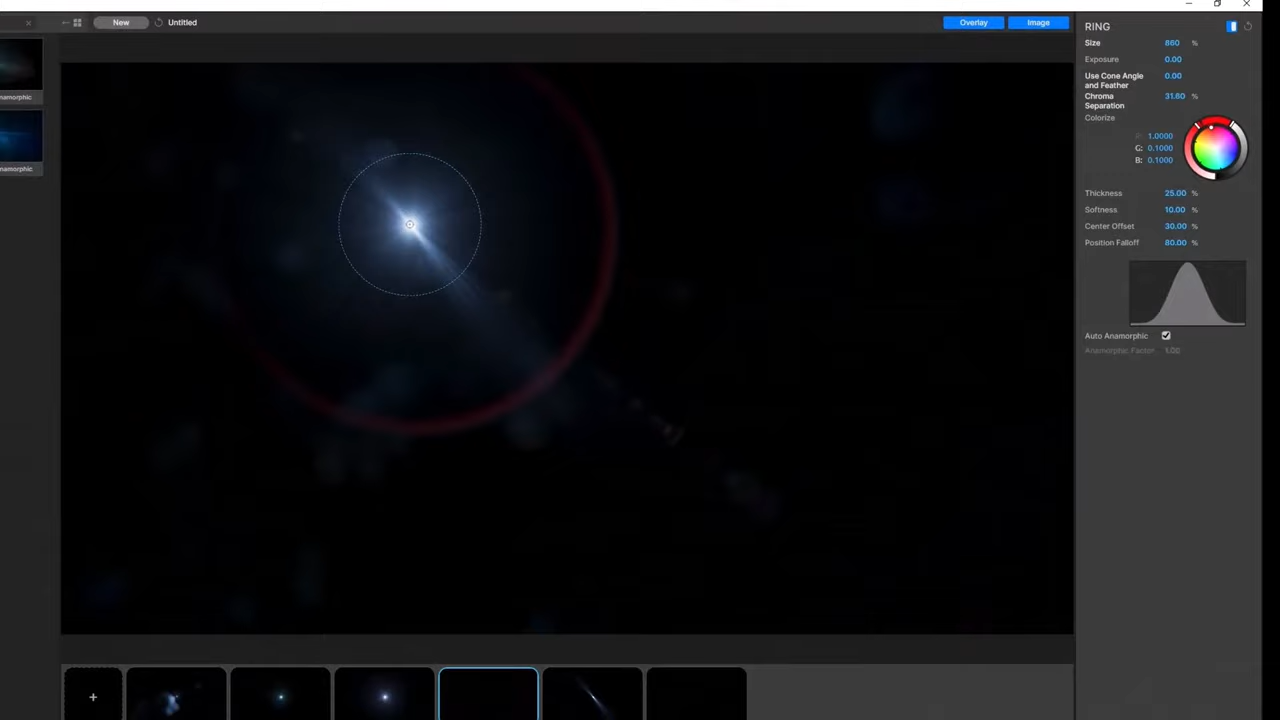 New
Untitled
Overlay
Image
namorphic
namorphic
RING
Size 860 %
Exposure 0.00
Use Cone Angle 0.00
and Feather
Chroma 31.60 %
Separation
Colorize
1.0000
G: 0.1000
B: 0.1000
Thickness 25.00 %
Softness 10.00 %
Center Offset 30.00 %
Position Falloff 80.00 %
Auto Anamorphic
Anamorphic Factor 1.00
+